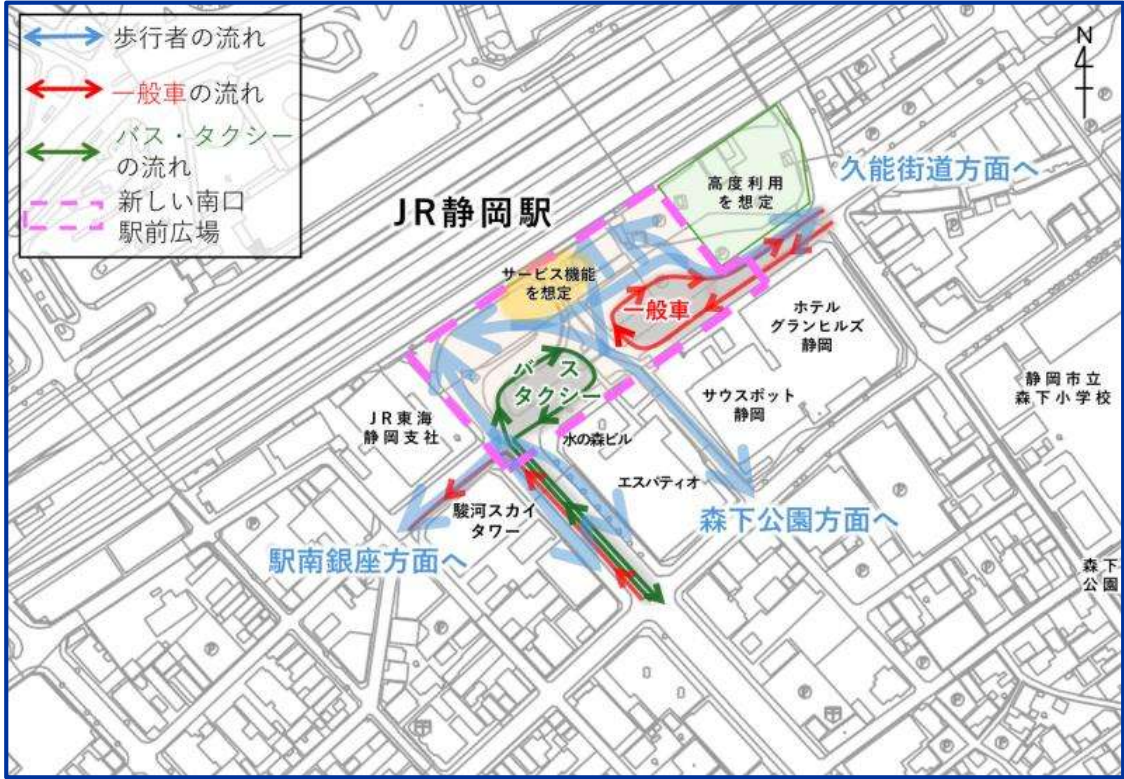 歩行者の流れ
一般車の流れ
バス・タクシー
の流れ
新しい南口
駅前広場
N
JR静岡駅
高度利用
を想定
久能街道方面へ
サービス機能
を想定
一般車
ホテル
グランヒルズ
静岡
バス
タクシー
サウスポット
静岡
静岡市立
森下小学校
JR東海
静岡支社
水の森ビル
エスパティオ
駿河スカイ
タワー
森下公園方面へ
駅南銀座方面へ
森下
公園